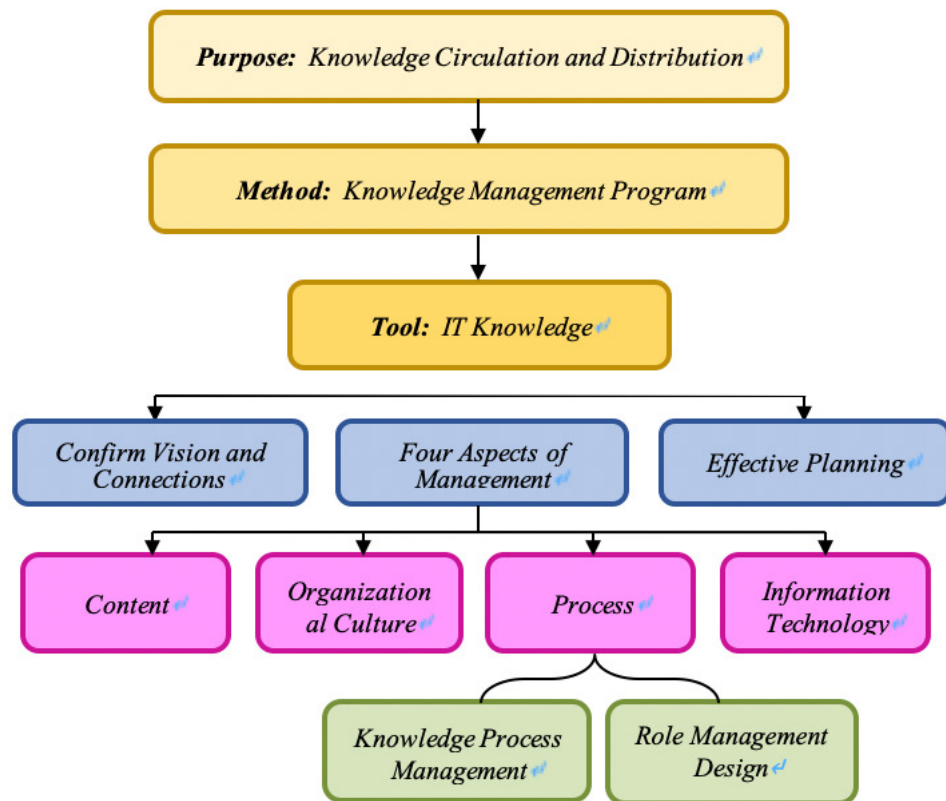 Purpose: Knowledge Circulation and Distribution↵
Method: Knowledge Management Program↵
Tool: IT Knowledge↵
Confirm Vision and
Connections↵
Four Aspects of
Management↵
Effective Planning↵
Content↵
Organization
al Culture↵
Process↵
Information
Technology↵
Knowledge Process
Management↵
Role Management
Design↵